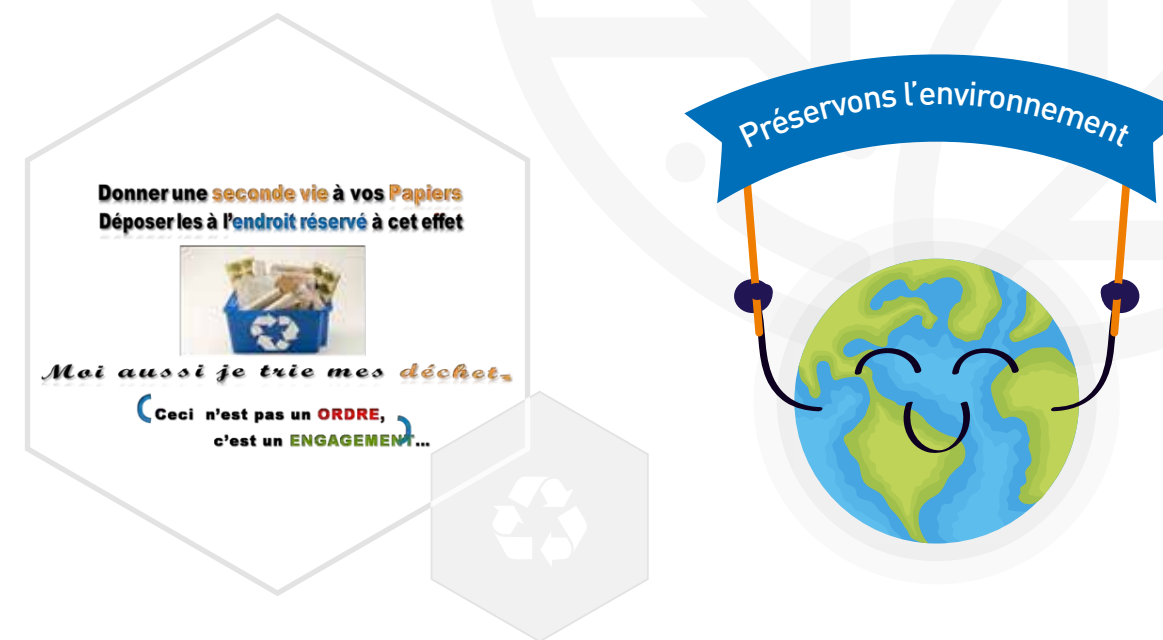 Donner une seconde vie à vos Papiers
Déposer les à l'endroit réservé à cet effet
Moi aussi je trie mes déchets
Ceci n'est pas un ORDRE,
c'est un ENGAGEMENT...
Préservons l'environnement